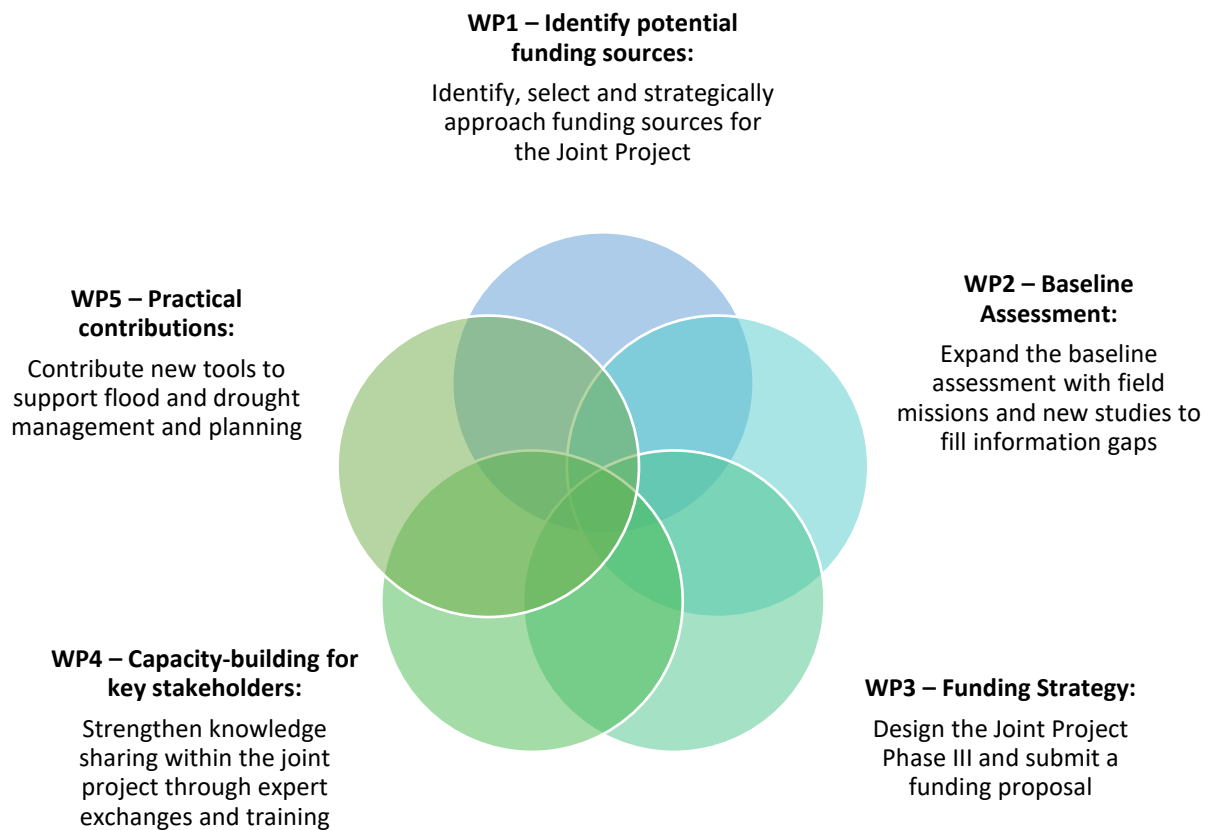 WP1 – Identify potential
funding sources:
Identify, select and strategically
approach funding sources for
the Joint Project
WP2 – Baseline
Assessment:
Expand the baseline
assessment with field
missions and new studies to
fill information gaps
WP3 – Funding Strategy:
Design the Joint Project
Phase III and submit a
funding proposal
WP4 – Capacity-building for
key stakeholders:
Strengthen knowledge
sharing within the joint
project through expert
exchanges and training
WP5 – Practical
contributions:
Contribute new tools to
support flood and drought
management and planning